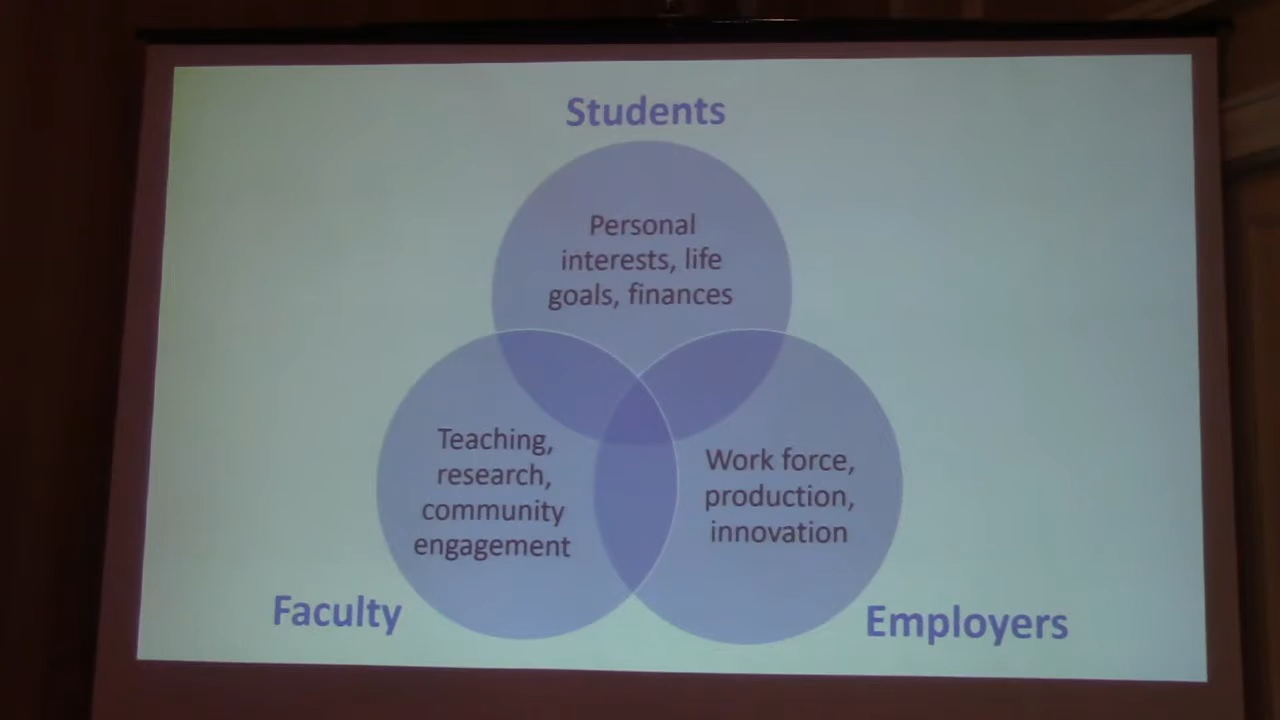 Students
Personal
interests, life
goals, finances
Teaching,
research,
community
engagement
Work force,
production,
innovation
Faculty
Employers